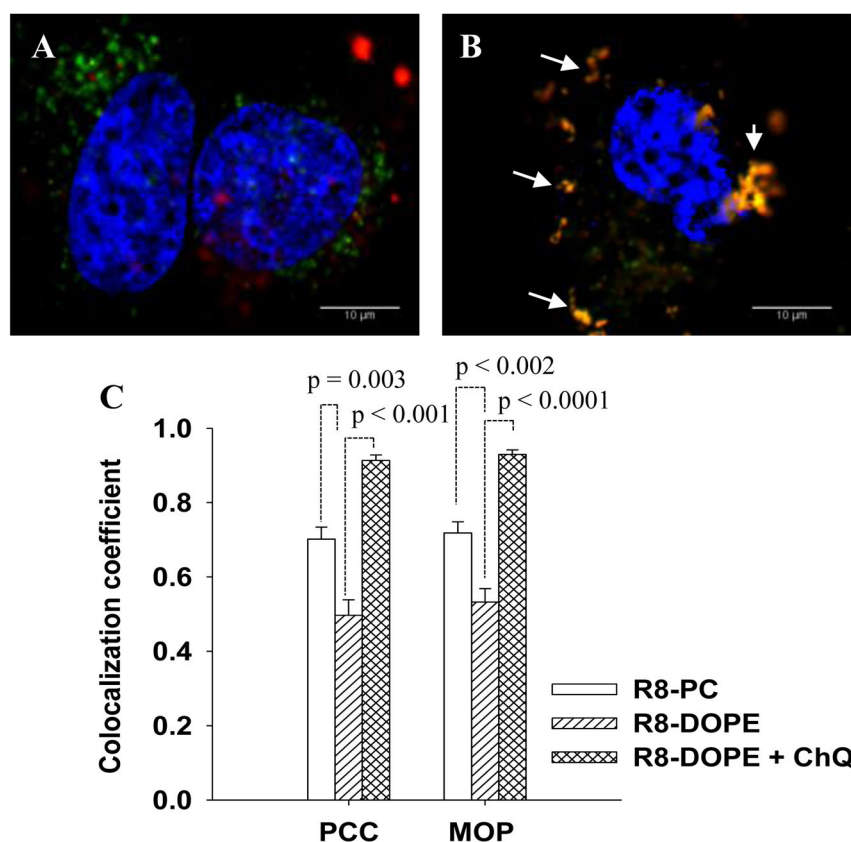 A
B
10 µm
10 µm
C
p = 0.003
p < 0.002
p < 0.001
p < 0.0001
Colocalization coefficient
1.0
0.8
0.6
0.4
0.2
0.0
PCC
MOP
R8-PC
R8-DOPE
R8-DOPE + ChQ